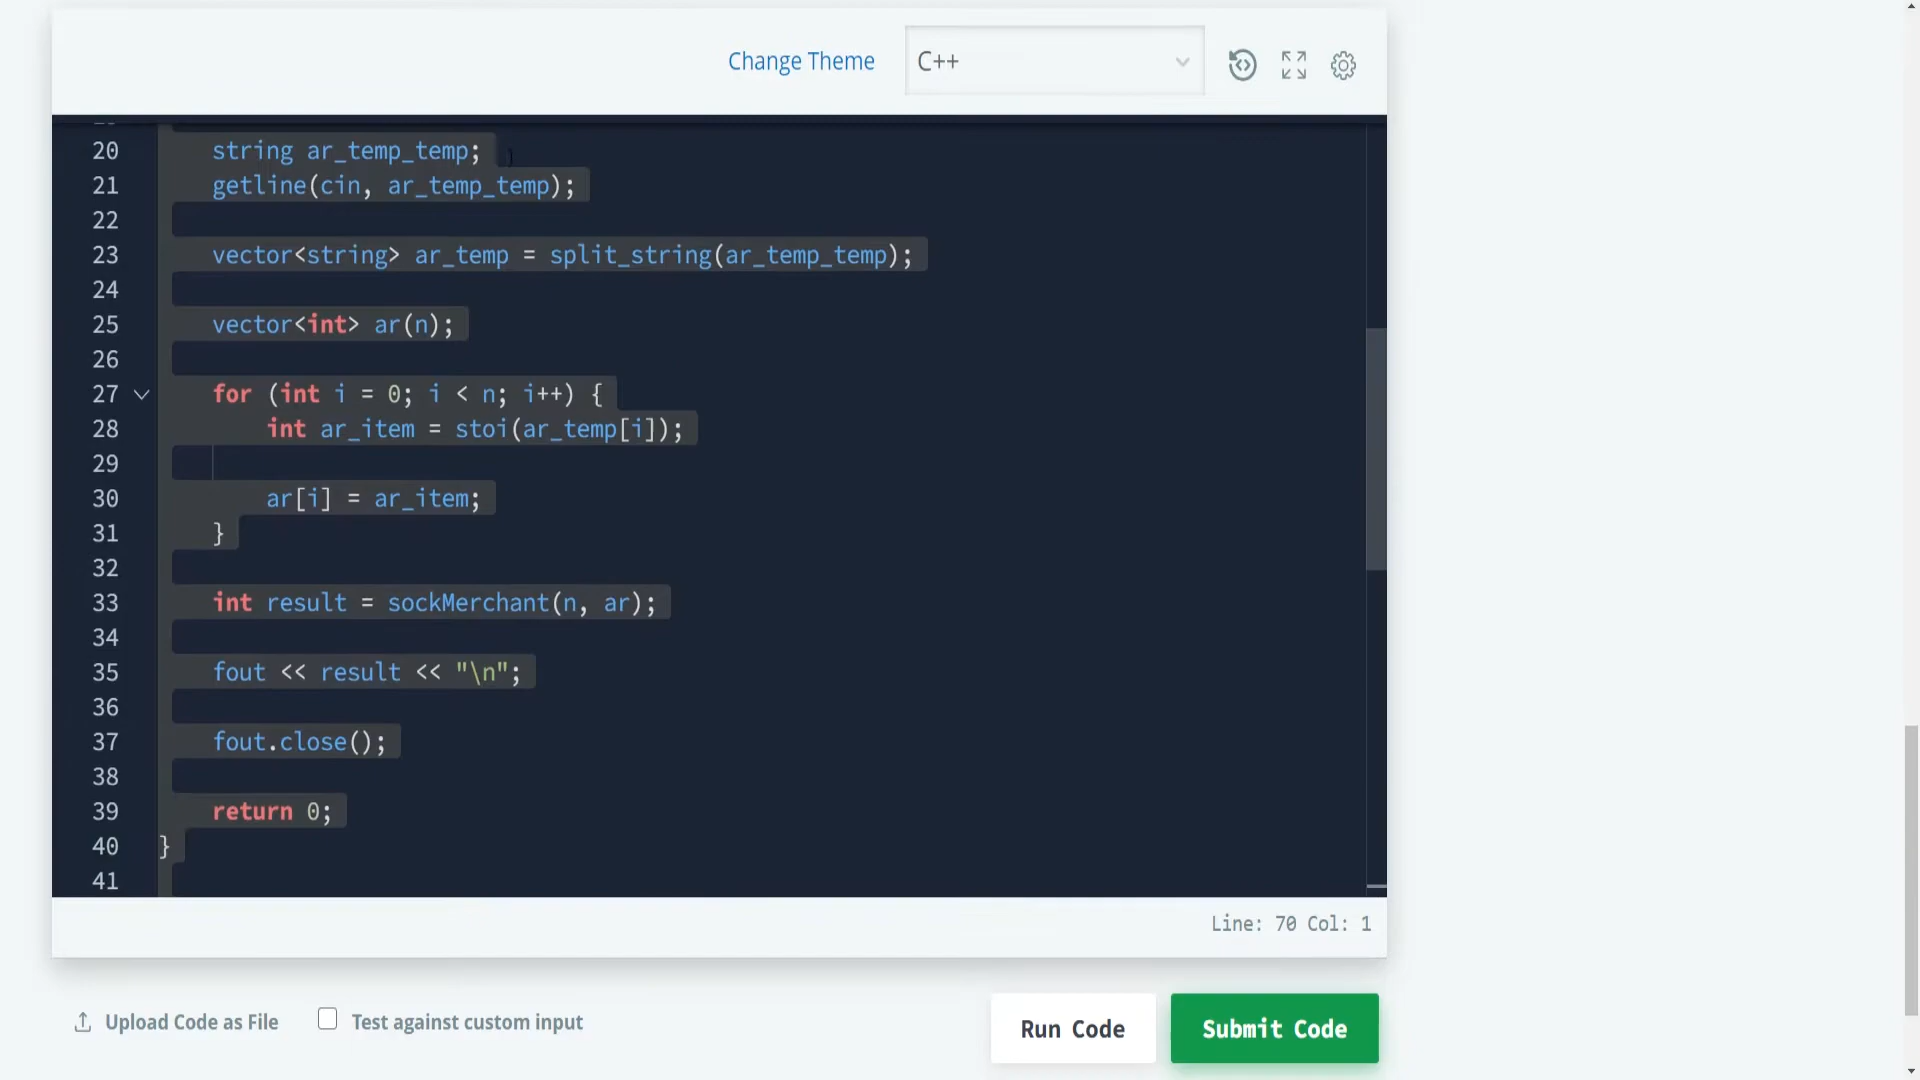 Change Theme
C++
20 string ar_temp_temp;
21 getline(cin, ar_temp_temp);
22
23 vector<string> ar_temp = split_string(ar_temp_temp);
24
25 vector<int> ar(n);
26
27 for (int i = 0; i < n; i++) {
28 int ar_item = stoi(ar_temp[i]);
29
30 ar[i] = ar_item;
31 }
32
33 int result = sockMerchant(n, ar);
34
35 fout << result << "\n";
36
37 fout.close();
38
39 return 0;
40 }
41
Line: 70 Col: 1
Upload Code as File
Test against custom input
Run Code
Submit Code